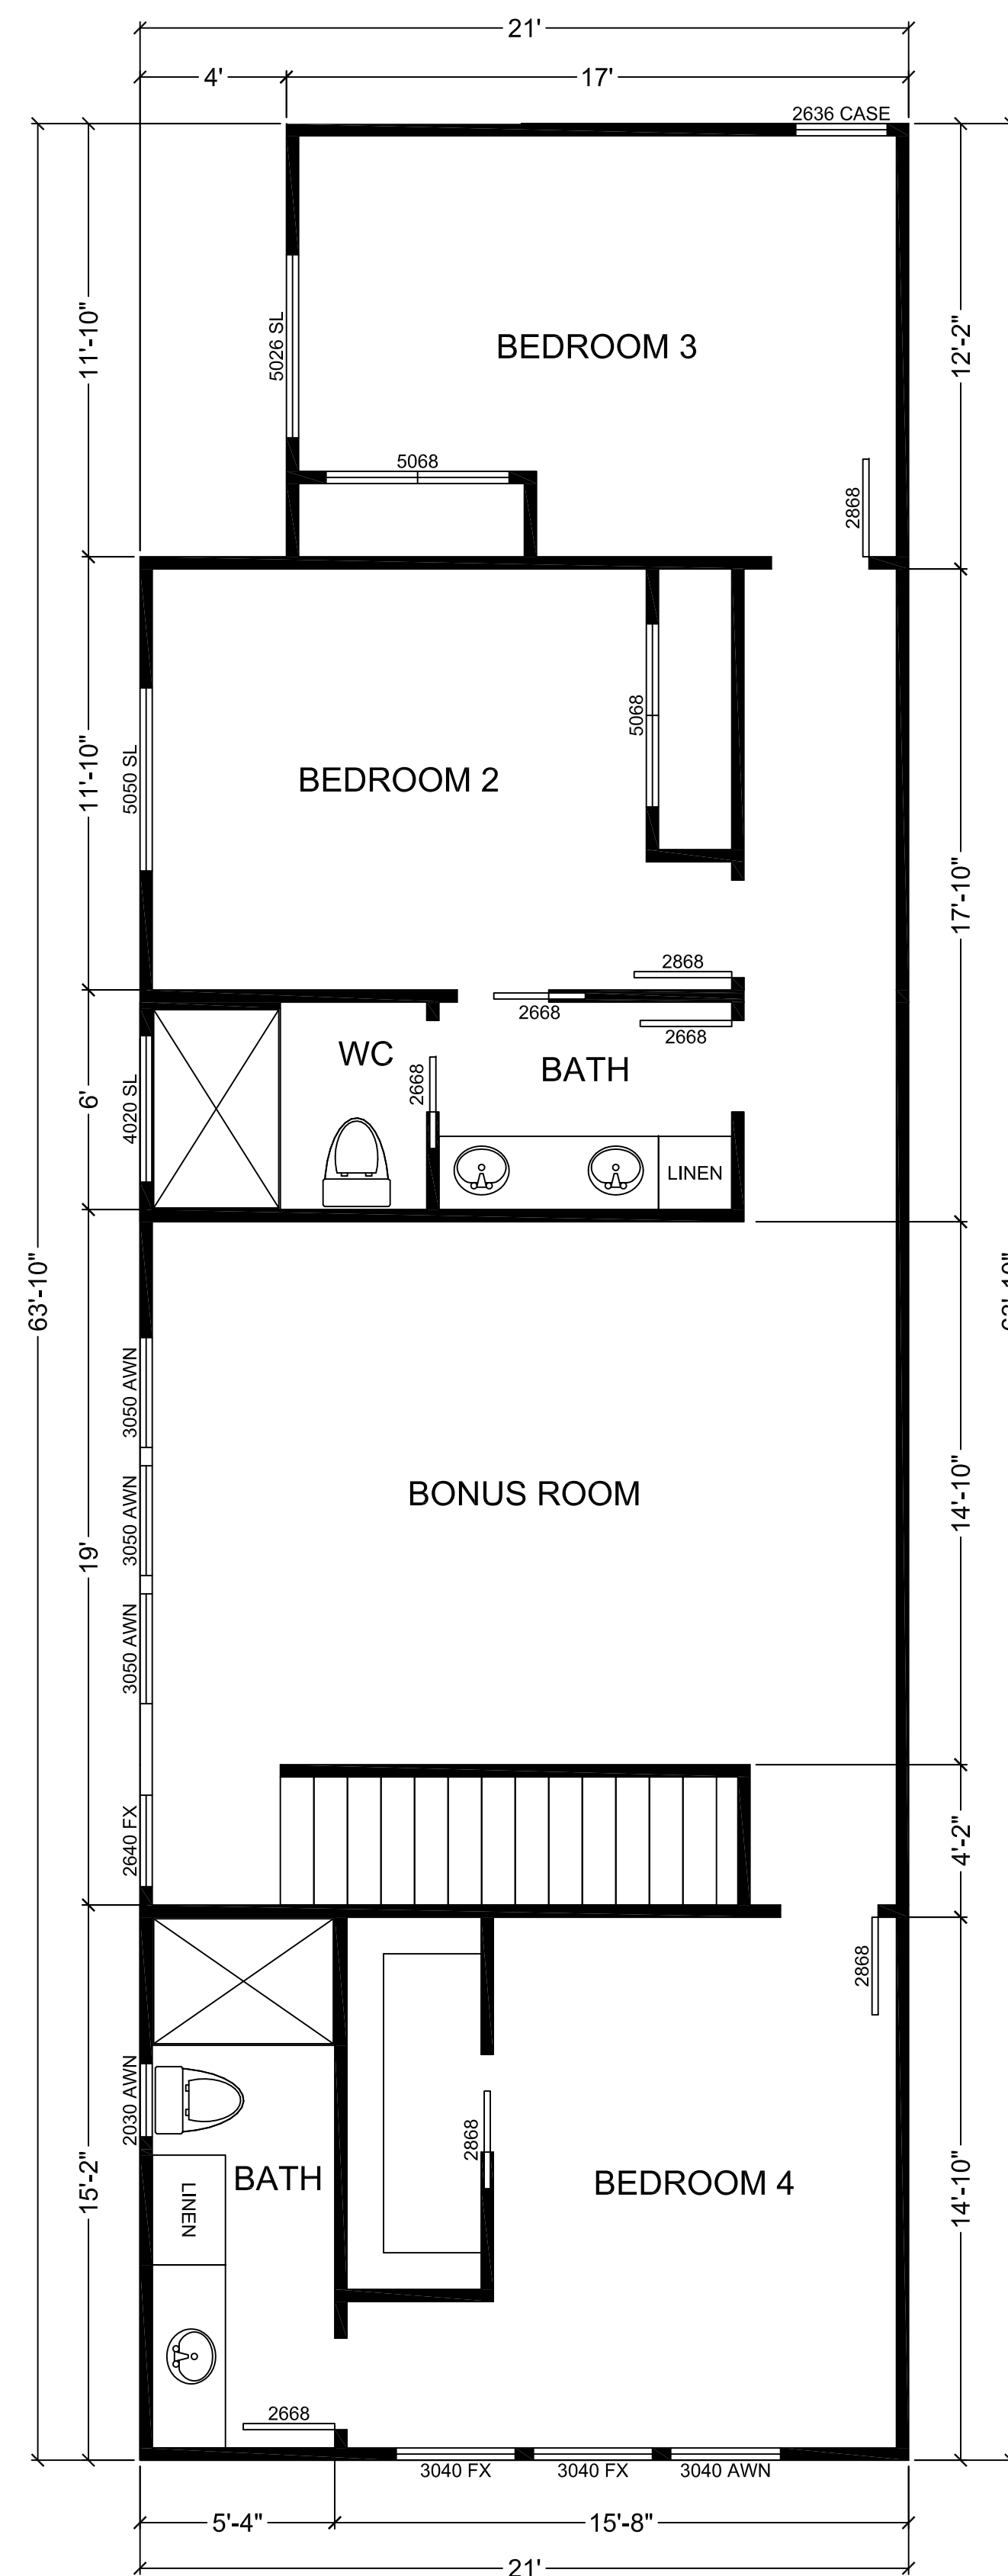 21'
4'
17'
2636 CASE
11'-10"
5026 SL
BEDROOM 3
12'-2"
5068
2868
11'-10"
5050 SL
BEDROOM 2
5068
17'-10"
2868
2668
2668
WC
BATH
2668
4020 SL
6'
LINEN
63'-10"
63'-10"
3050 AWN
3050 AWN
BONUS ROOM
14'-10"
19'
3050 AWN
2640 FX
4'-2"
2868
2030 AWN
2868
BATH
BEDROOM 4
15'-2"
LINEN
14'-10"
2668
3040 FX
3040 FX
3040 AWN
5'-4"
15'-8"
21'